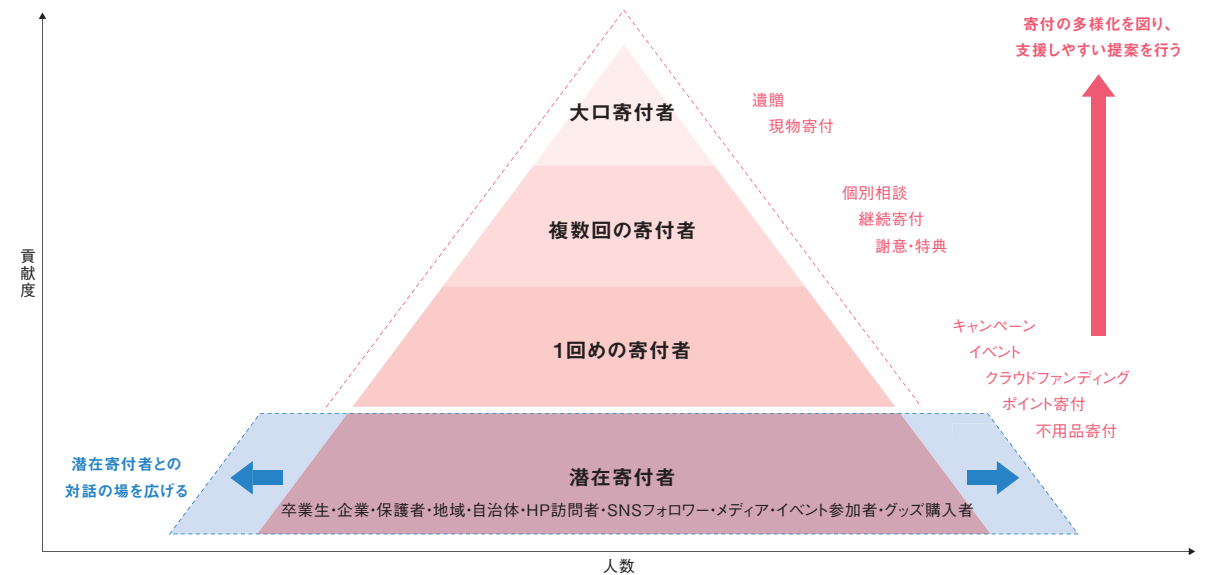 寄付の多様化を図り、
支援しやすい提案を行う
大口寄付者
遺贈
現物寄付
複数回の寄付者
個別相談
継続寄付
謝意・特典
貢献度
1回めの寄付者
キャンペーン
イベント
クラウドファンディング
ポイント寄付
不用品寄付
潜在寄付者との
対話の場を広げる
潜在寄付者
卒業生・企業・保護者・地域・自治体・HP訪問者・SNSフォロワー・メディア・イベント参加者・グッズ購入者
人数